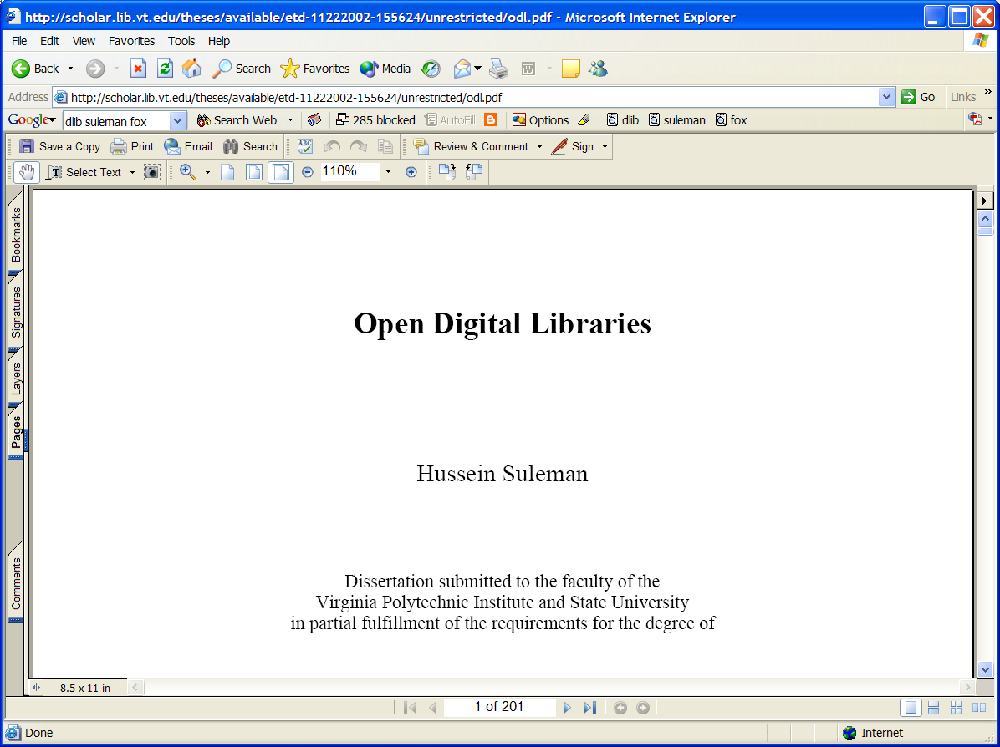 http://scholar.lib.vt.edu/theses/available/etd-11222002-155624/unrestricted/odl.pdf - Microsoft Internet Explorer
File Edit View Favorites Tools Help
Back Search Favorites Media W
Address http://scholar.lib.vt.edu/theses/available/etd-11222002-155624/unrestricted/odl.pdf Go Links »
Google dlib suleman fox Search Web 285 blocked AutoFill Options dlib suleman fox
Save a Copy Print Email Search ABC Review & Comment Sign
T Select Text 110%
Bookmarks
Signatures
Layers
Pages
Comments
Open Digital Libraries
Hussein Suleman
Dissertation submitted to the faculty of the
Virginia Polytechnic Institute and State University
in partial fulfillment of the requirements for the degree of
8.5 x 11 in
1 of 201
Done Internet